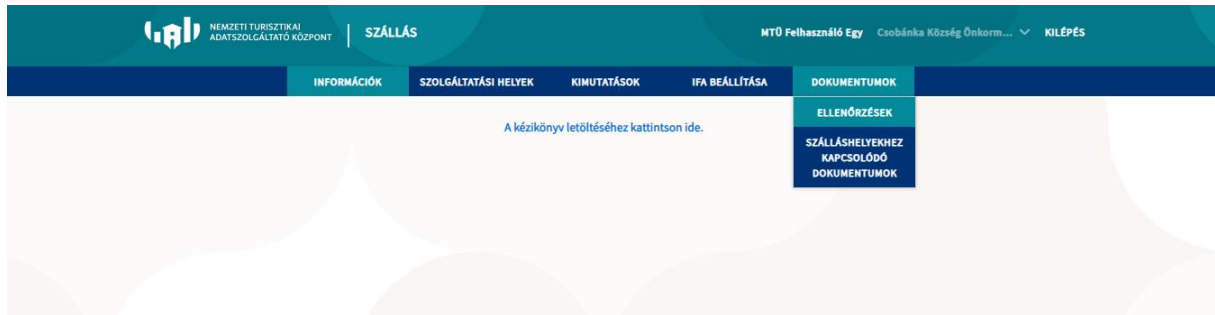 NEMZETI TURISZTIKAI
ADATSZOLGÁLTATÓ KÖZPONT
SZÁLLÁS
MTÜ Felhasználó Egy Csobánka Község Önkorm... KILÉPÉS
INFORMÁCIÓK SZOLGÁLTATÁSI HELYEK KIMUTATÁSOK IFA BEÁLLÍTÁSA DOKUMENTUMOK
ELLENŐRZÉSEK
SZÁLLÁSHELYEKHEZ
KAPCSOLÓDÓ
DOKUMENTUMOK
A kézikönyv letöltéséhez kattintson ide.